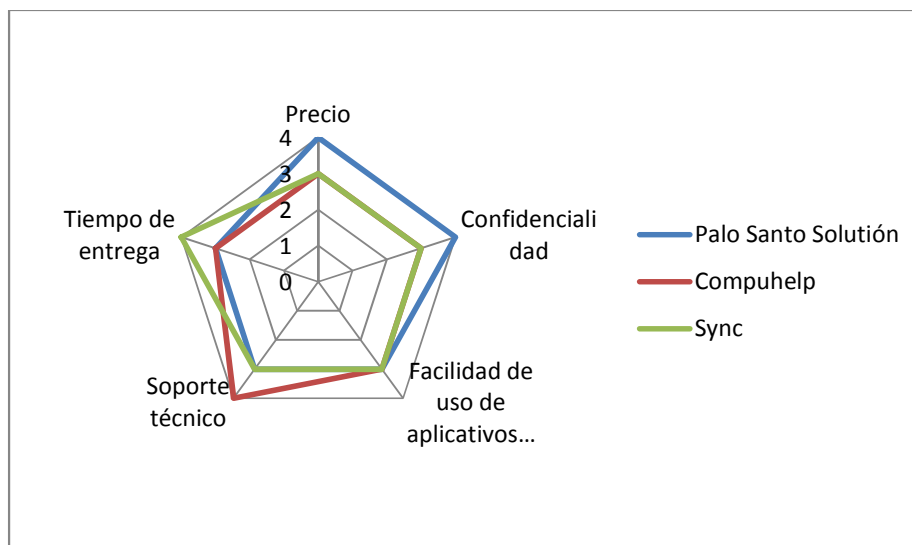 Precio
4
3
2
1
0
Confidenciali
dad
Facilidad de
uso de
aplicativos...
Soporte
técnico
Tiempo de
entrega
Palo Santo Solutión
Compuhelp
Sync